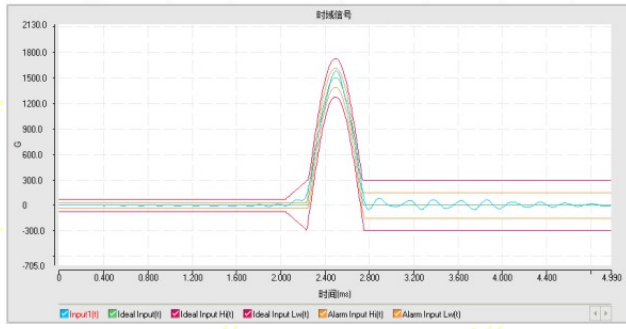 时域信号
2130.0
1800.0
1500.0
1200.0
900.0
600.0
300.0
0
-300.0
-705.0
G
0 0.400 0.800 1.200 1.600 2.000 2.400 2.800 3.200 3.600 4.000 4.400 4.990
时间(ms)
Input1(t) Ideal Input(t) Ideal Input Hi(t) Ideal Input Lw(t) Alarm Input Hi(t) Alarm Input Lw(t)